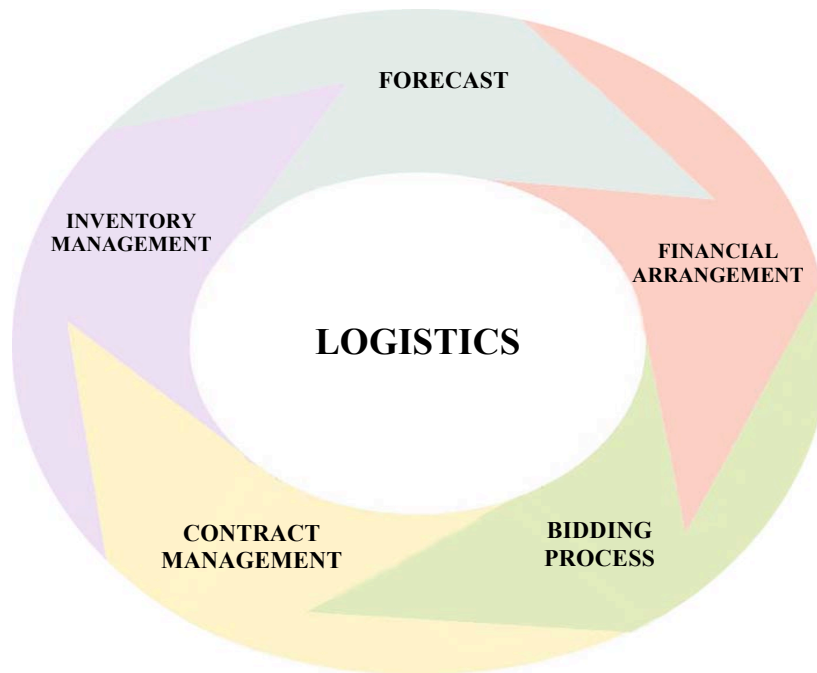 FORECAST
INVENTORY
MANAGEMENT
FINANCIAL
ARRANGEMENT
LOGISTICS
CONTRACT
MANAGEMENT
BIDDING
PROCESS